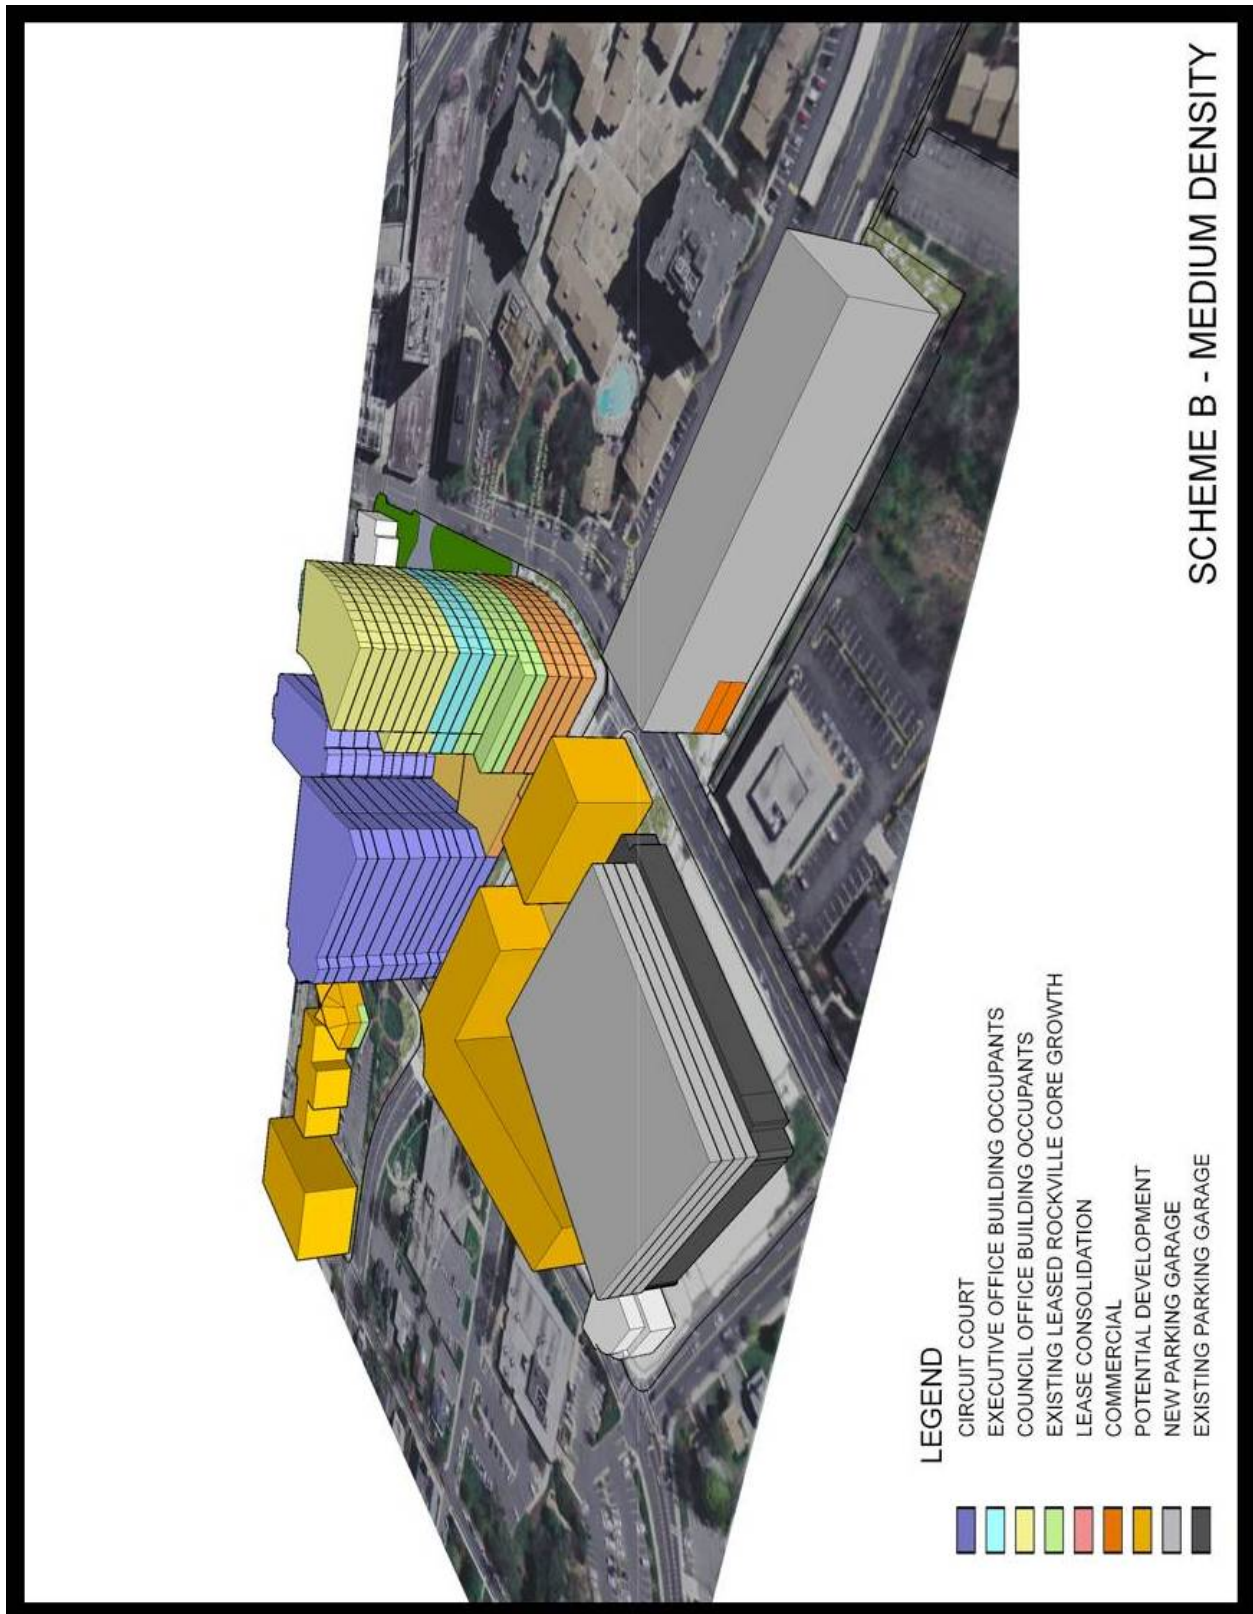 SCHEME B - MEDIUM DENSITY
LEGEND
CIRCUIT COURT
EXECUTIVE OFFICE BUILDING OCCUPANTS
COUNCIL OFFICE BUILDING OCCUPANTS
EXISTING LEASED ROCKVILLE CORE GROWTH
LEASE CONSOLIDATION
COMMERCIAL
POTENTIAL DEVELOPMENT
NEW PARKING GARAGE
EXISTING PARKING GARAGE